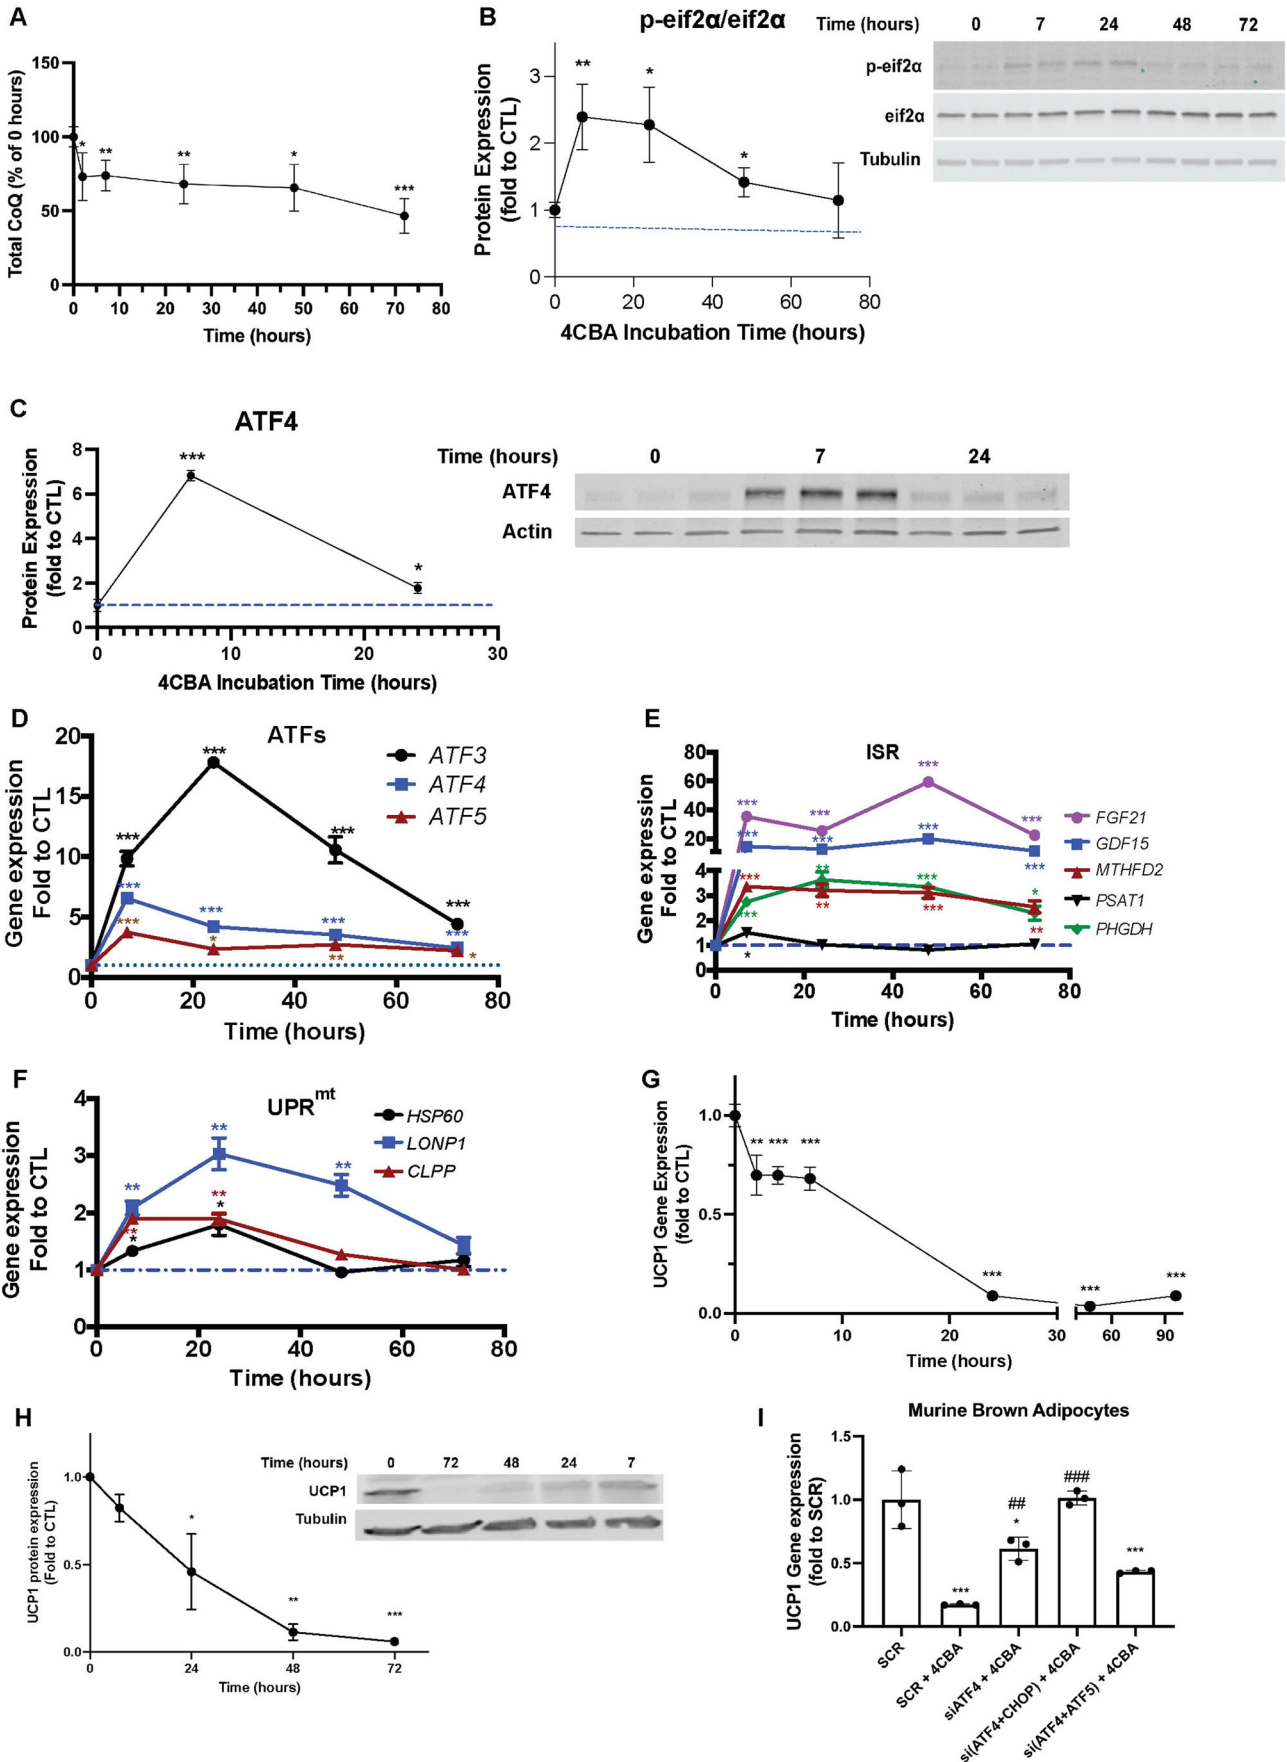 A
Total CoQ (% of 0 hours)
150
100
50
0
* ** ** * ***
0 10 20 30 40 50 60 70 80
Time (hours)
B
p-eif2α/eif2α
Protein Expression
(fold to CTL)
3
2
1
0
** * *
0 20 40 60 80
4CBA Incubation Time (hours)
Time (hours) 0 7 24 48 72
p-eif2α
eif2α
Tubulin
C
ATF4
Protein Expression
(fold to CTL)
8
6
4
2
0
*** *
0 10 20 30
4CBA Incubation Time (hours)
Time (hours) 0 7 24
ATF4
Actin
D
ATFs
Gene expression
Fold to CTL
20
15
10
5
0
ATF3
ATF4
ATF5
*** *** *** ***
*** *** *** ***
*** * ** *
0 20 40 60 80
Time (hours)
E
ISR
Gene expression
Fold to CTL
80
60
40
20
4
3
2
1
0
*** *** *** ***
*** *** *** ***
*** ** *** **
*** ** *** *
*
0 20 40 60 80
Time (hours)
FGF21
GDF15
MTHFD2
PSAT1
PHGDH
F
UPRmt
Gene expression
Fold to CTL
4
3
2
1
0
HSP60
LONP1
CLPP
** ** **
** **
* *
0 20 40 60 80
Time (hours)
G
UCP1 Gene Expression
(fold to CTL)
1.0
0.5
0.0
** *** *** *** *** ***
0 10 20 30 60 90
Time (hours)
H
UCP1 protein expression
(Fold to CTL)
1.0
0.5
0.0
* ** ***
0 24 48 72
Time (hours)
Time (hours) 0 72 48 24 7
UCP1
Tubulin
I
Murine Brown Adipocytes
UCP1 Gene expression
(fold to SCR)
1.5
1.0
0.5
0.0
***
##
*
###
***
SCR
SCR + 4CBA
siATF4 + 4CBA
si(ATF4+CHOP) + 4CBA
si(ATF4+ATF5) + 4CBA